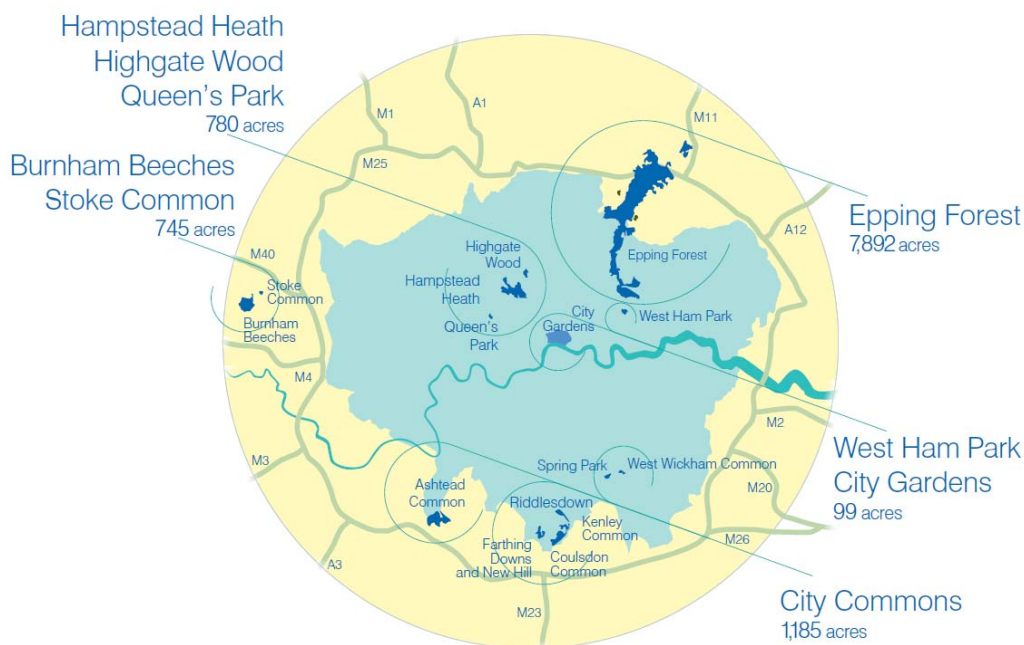 Hampstead Heath
Highgate Wood
Queen's Park
780 acres
Burnham Beeches
Stoke Common
745 acres
Epping Forest
7,892 acres
West Ham Park
City Gardens
99 acres
City Commons
1,185 acres
M1
A1
M11
M25
A12
M40
Stoke
Common
Burnham
Beeches
Highgate
Wood
Hampstead
Heath
Queen's
Park
City
Gardens
Epping Forest
West Ham Park
M4
M3
M2
M20
M26
A3
M23
Ashtead
Common
Spring Park
West Wickham Common
Riddlesdown
Kenley
Common
Farthing
Downs
and New Hill
Coulsdon
Common